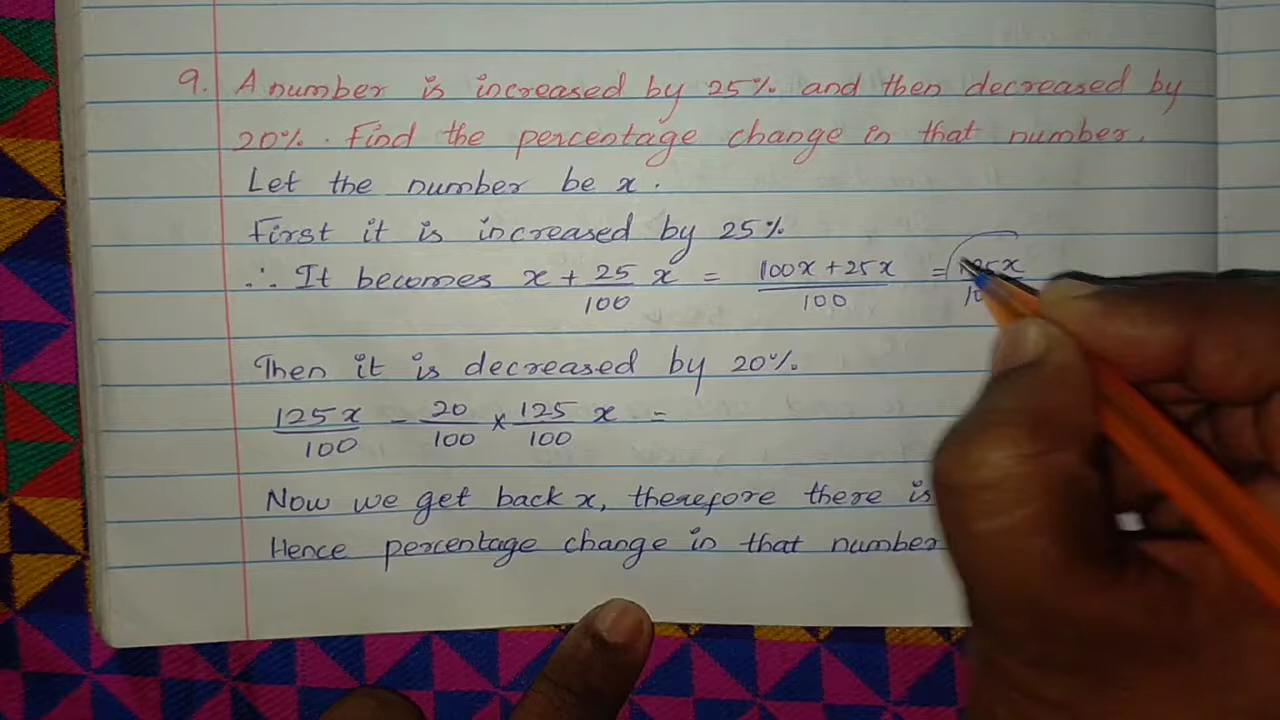 9. A number is increased by 25% and then decreased by
20%. Find the percentage change in that number.
Let the number be x.
First it is increased by 25%
∴ It becomes x + 25/100 x = 100x + 25x/100 = 125x
Then it is decreased by 20%.
125x/100 - 20/100 × 125/100 x =
Now we get back x, therefore there is
Hence percentage change in that number